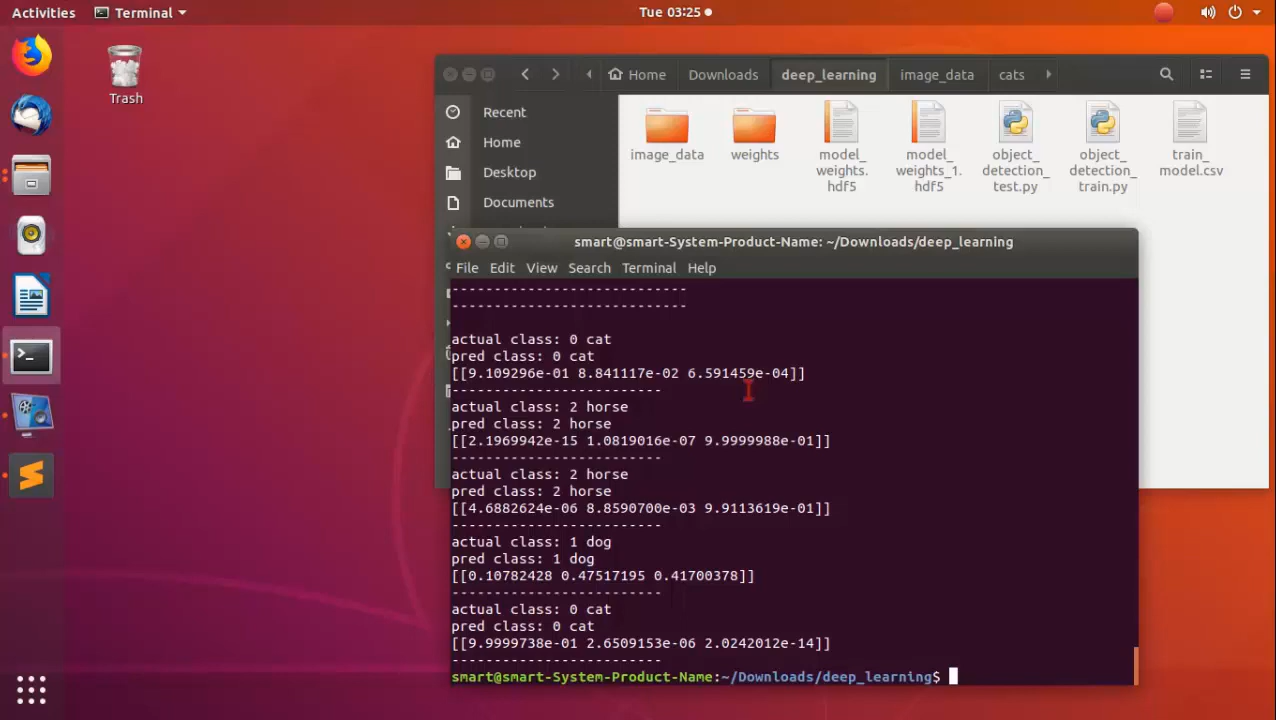 Activities
Terminal
Tue 03:25
Trash
Home
Downloads
deep_learning
image_data
cats
Recent
Home
Desktop
Documents
image_data
weights
model_
weights.
hdf5
model_
weights_1.
hdf5
object_
detection_
test.py
object_
detection_
train.py
train_
model.csv
smart@smart-System-Product-Name: ~/Downloads/deep_learning
File Edit View Search Terminal Help
----------------------------
----------------------------
actual class: 0 cat
pred class: 0 cat
[[9.109296e-01 8.841117e-02 6.591459e-04]]
-------------------------
actual class: 2 horse
pred class: 2 horse
[[2.1969942e-15 1.0819016e-07 9.9999988e-01]]
-------------------------
actual class: 2 horse
pred class: 2 horse
[[4.6882624e-06 8.8590700e-03 9.9113619e-01]]
-------------------------
actual class: 1 dog
pred class: 1 dog
[[0.10782428 0.47517195 0.41700378]]
-------------------------
actual class: 0 cat
pred class: 0 cat
[[9.9999738e-01 2.6509153e-06 2.0242012e-14]]
-------------------------
smart@smart-System-Product-Name:~/Downloads/deep_learning$